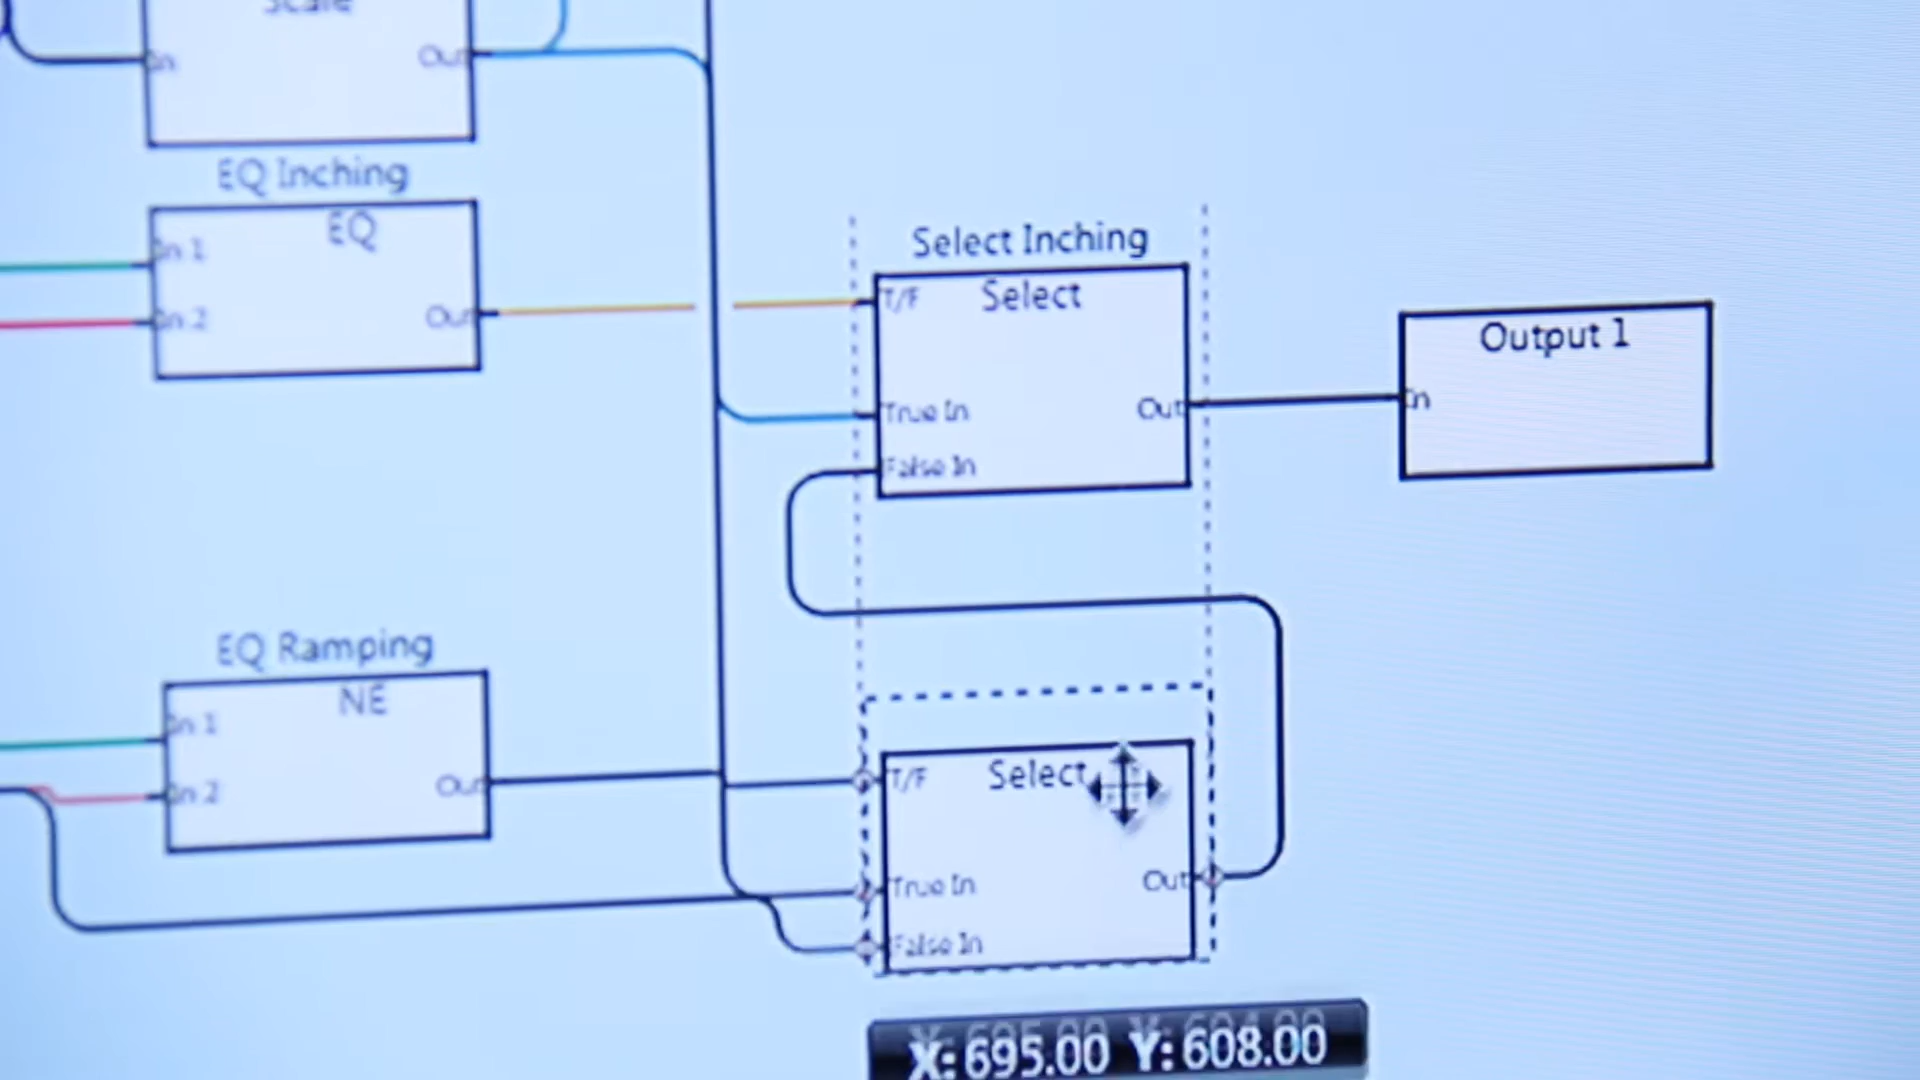 Scale
In
Out
EQ Inching
EQ
In 1
In 2
Out
Select Inching
Select
T/F
True In
False In
Out
Output 1
In
EQ Ramping
NE
In 1
In 2
Out
Select
T/F
True In
False In
Out
X: 695.00 Y: 608.00